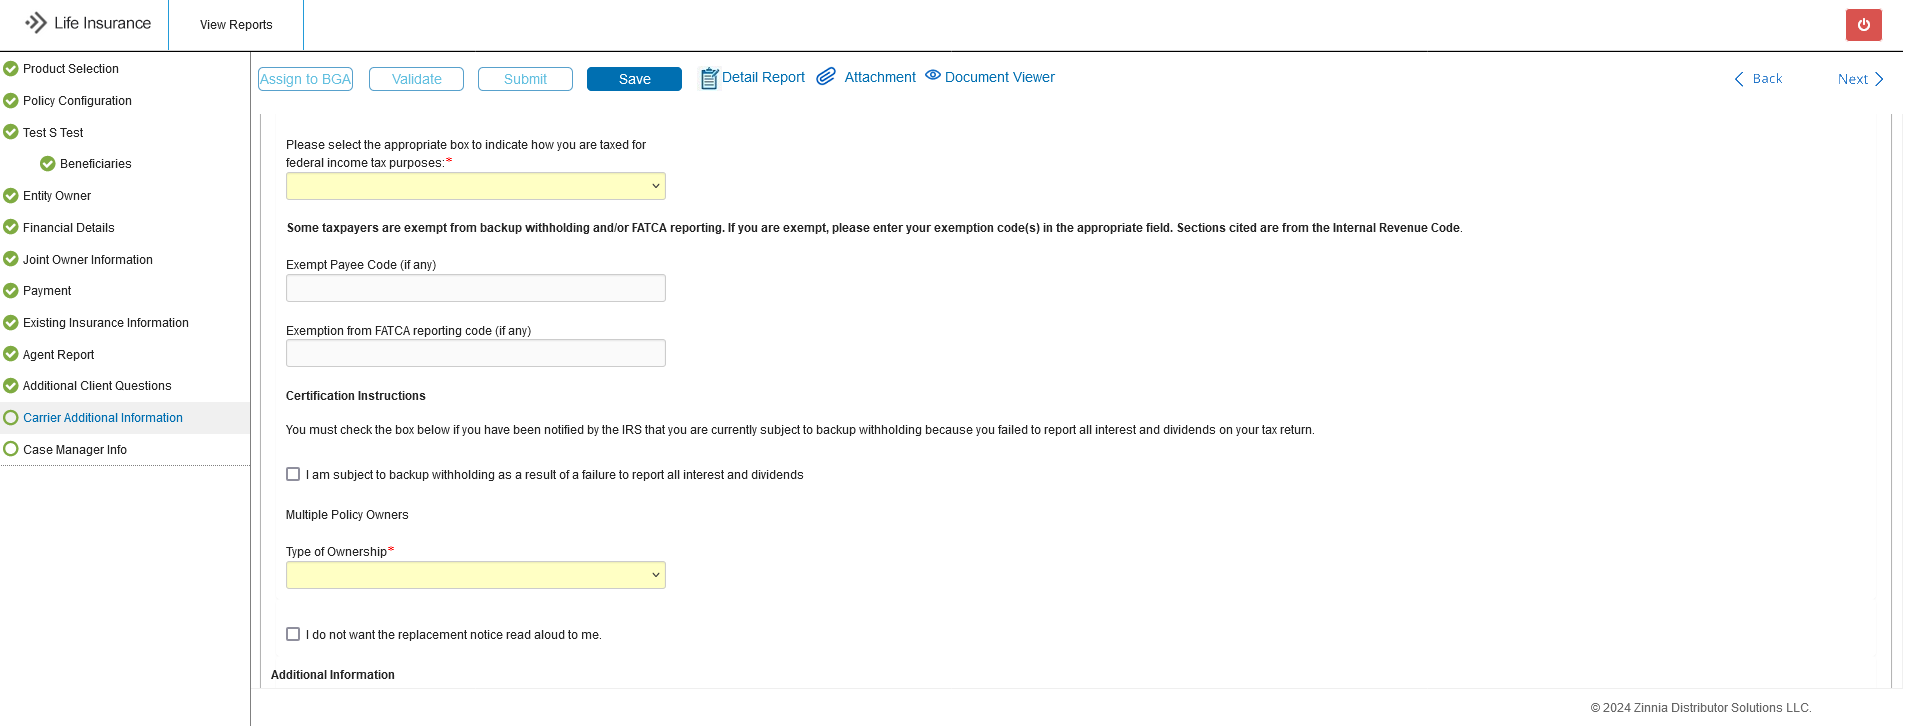 Life Insurance
View Reports
Product Selection
Policy Configuration
Test S Test
Beneficiaries
Entity Owner
Financial Details
Joint Owner Information
Payment
Existing Insurance Information
Agent Report
Additional Client Questions
Carrier Additional Information
Case Manager Info
Assign to BGA
Validate
Submit
Save
Detail Report
Attachment
Document Viewer
Back
Next
Please select the appropriate box to indicate how you are taxed for
federal income tax purposes:*
Some taxpayers are exempt from backup withholding and/or FATCA reporting. If you are exempt, please enter your exemption code(s) in the appropriate field. Sections cited are from the Internal Revenue Code.
Exempt Payee Code (if any)
Exemption from FATCA reporting code (if any)
Certification Instructions
You must check the box below if you have been notified by the IRS that you are currently subject to backup withholding because you failed to report all interest and dividends on your tax return.
I am subject to backup withholding as a result of a failure to report all interest and dividends
Multiple Policy Owners
Type of Ownership*
I do not want the replacement notice read aloud to me.
Additional Information
© 2024 Zinnia Distributor Solutions LLC.